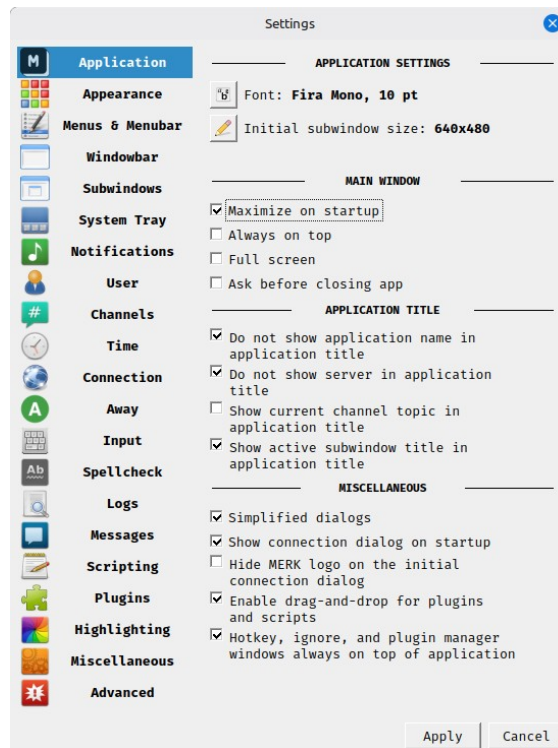 Settings
M
Application
Appearance
Menus & Menubar
Windowbar
Subwindows
System Tray
Notifications
User
#
Channels
Time
Connection
A
Away
Input
Ab
Spellcheck
Logs
Messages
Scripting
Plugins
Highlighting
Miscellaneous
Advanced
APPLICATION SETTINGS
"b"
Font: Fira Mono, 10 pt
Initial subwindow size: 640x480
MAIN WINDOW
Maximize on startup
Always on top
Full screen
Ask before closing app
APPLICATION TITLE
Do not show application name in
application title
Do not show server in application
title
Show current channel topic in
application title
Show active subwindow title in
application title
MISCELLANEOUS
Simplified dialogs
Show connection dialog on startup
Hide MERK logo on the initial
connection dialog
Enable drag-and-drop for plugins
and scripts
Hotkey, ignore, and plugin manager
windows always on top of application
Apply
Cancel